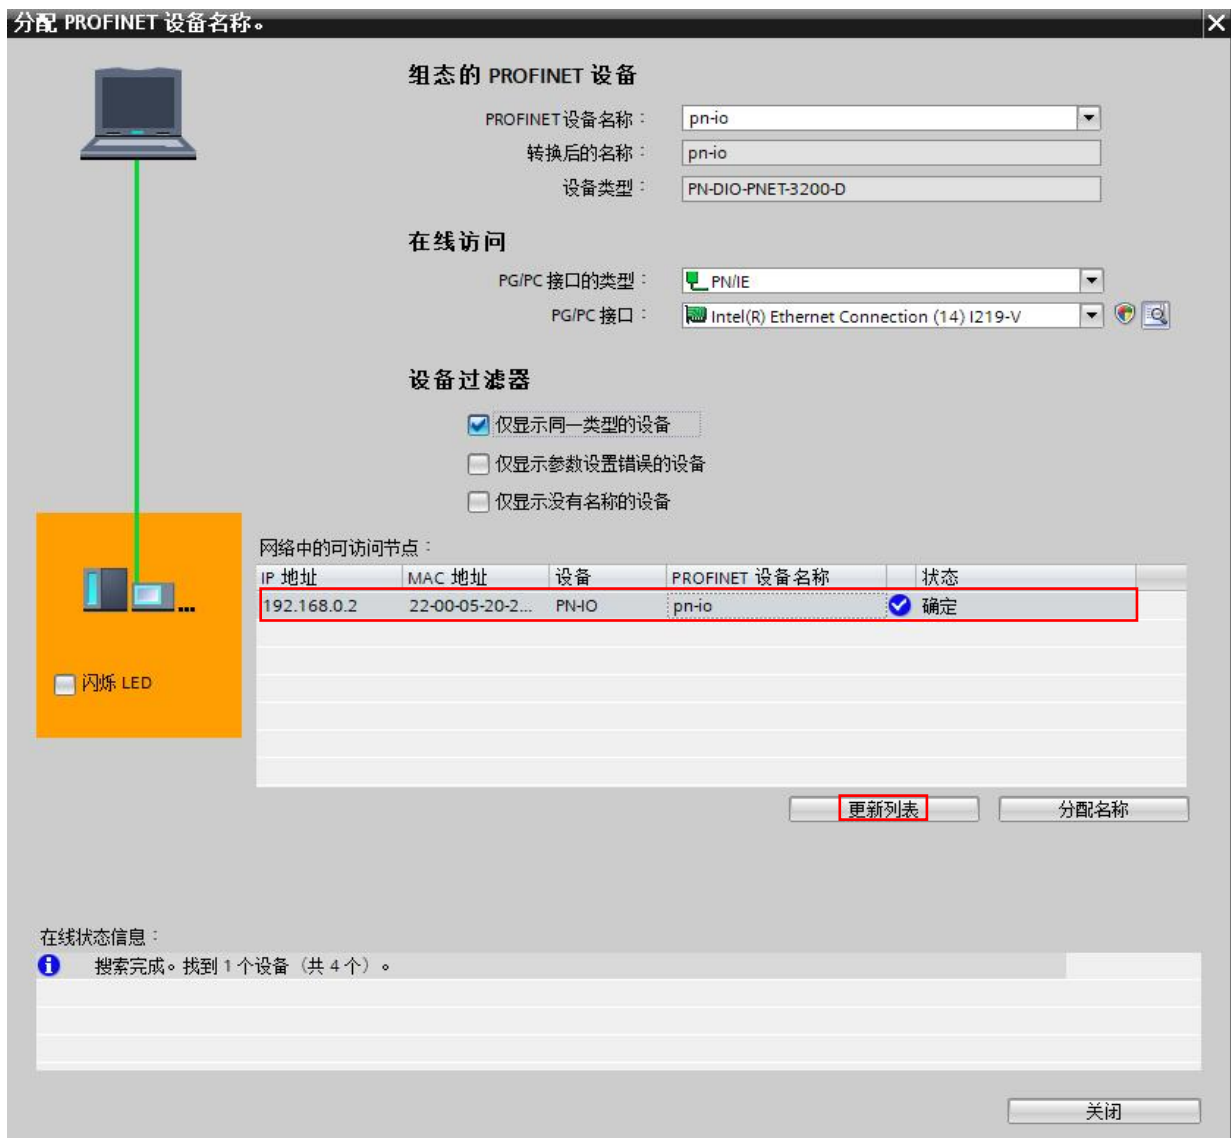 分配 PROFINET 设备名称。
组态的 PROFINET 设备
PROFINET设备名称： pn-io
转换后的名称： pn-io
设备类型： PN-DIO-PNET-3200-D
在线访问
PG/PC 接口的类型： PN/IE
PG/PC 接口： Intel(R) Ethernet Connection (14) I219-V
设备过滤器
仅显示同一类型的设备
仅显示参数设置错误的设备
仅显示没有名称的设备
网络中的可访问节点：
IP 地址 MAC 地址 设备 PROFINET 设备名称 状态
192.168.0.2 22-00-05-20-2... PN-IO pn-io 确定
闪烁 LED
更新列表 分配名称
在线状态信息：
搜索完成。找到 1 个设备（共 4 个）。
关闭